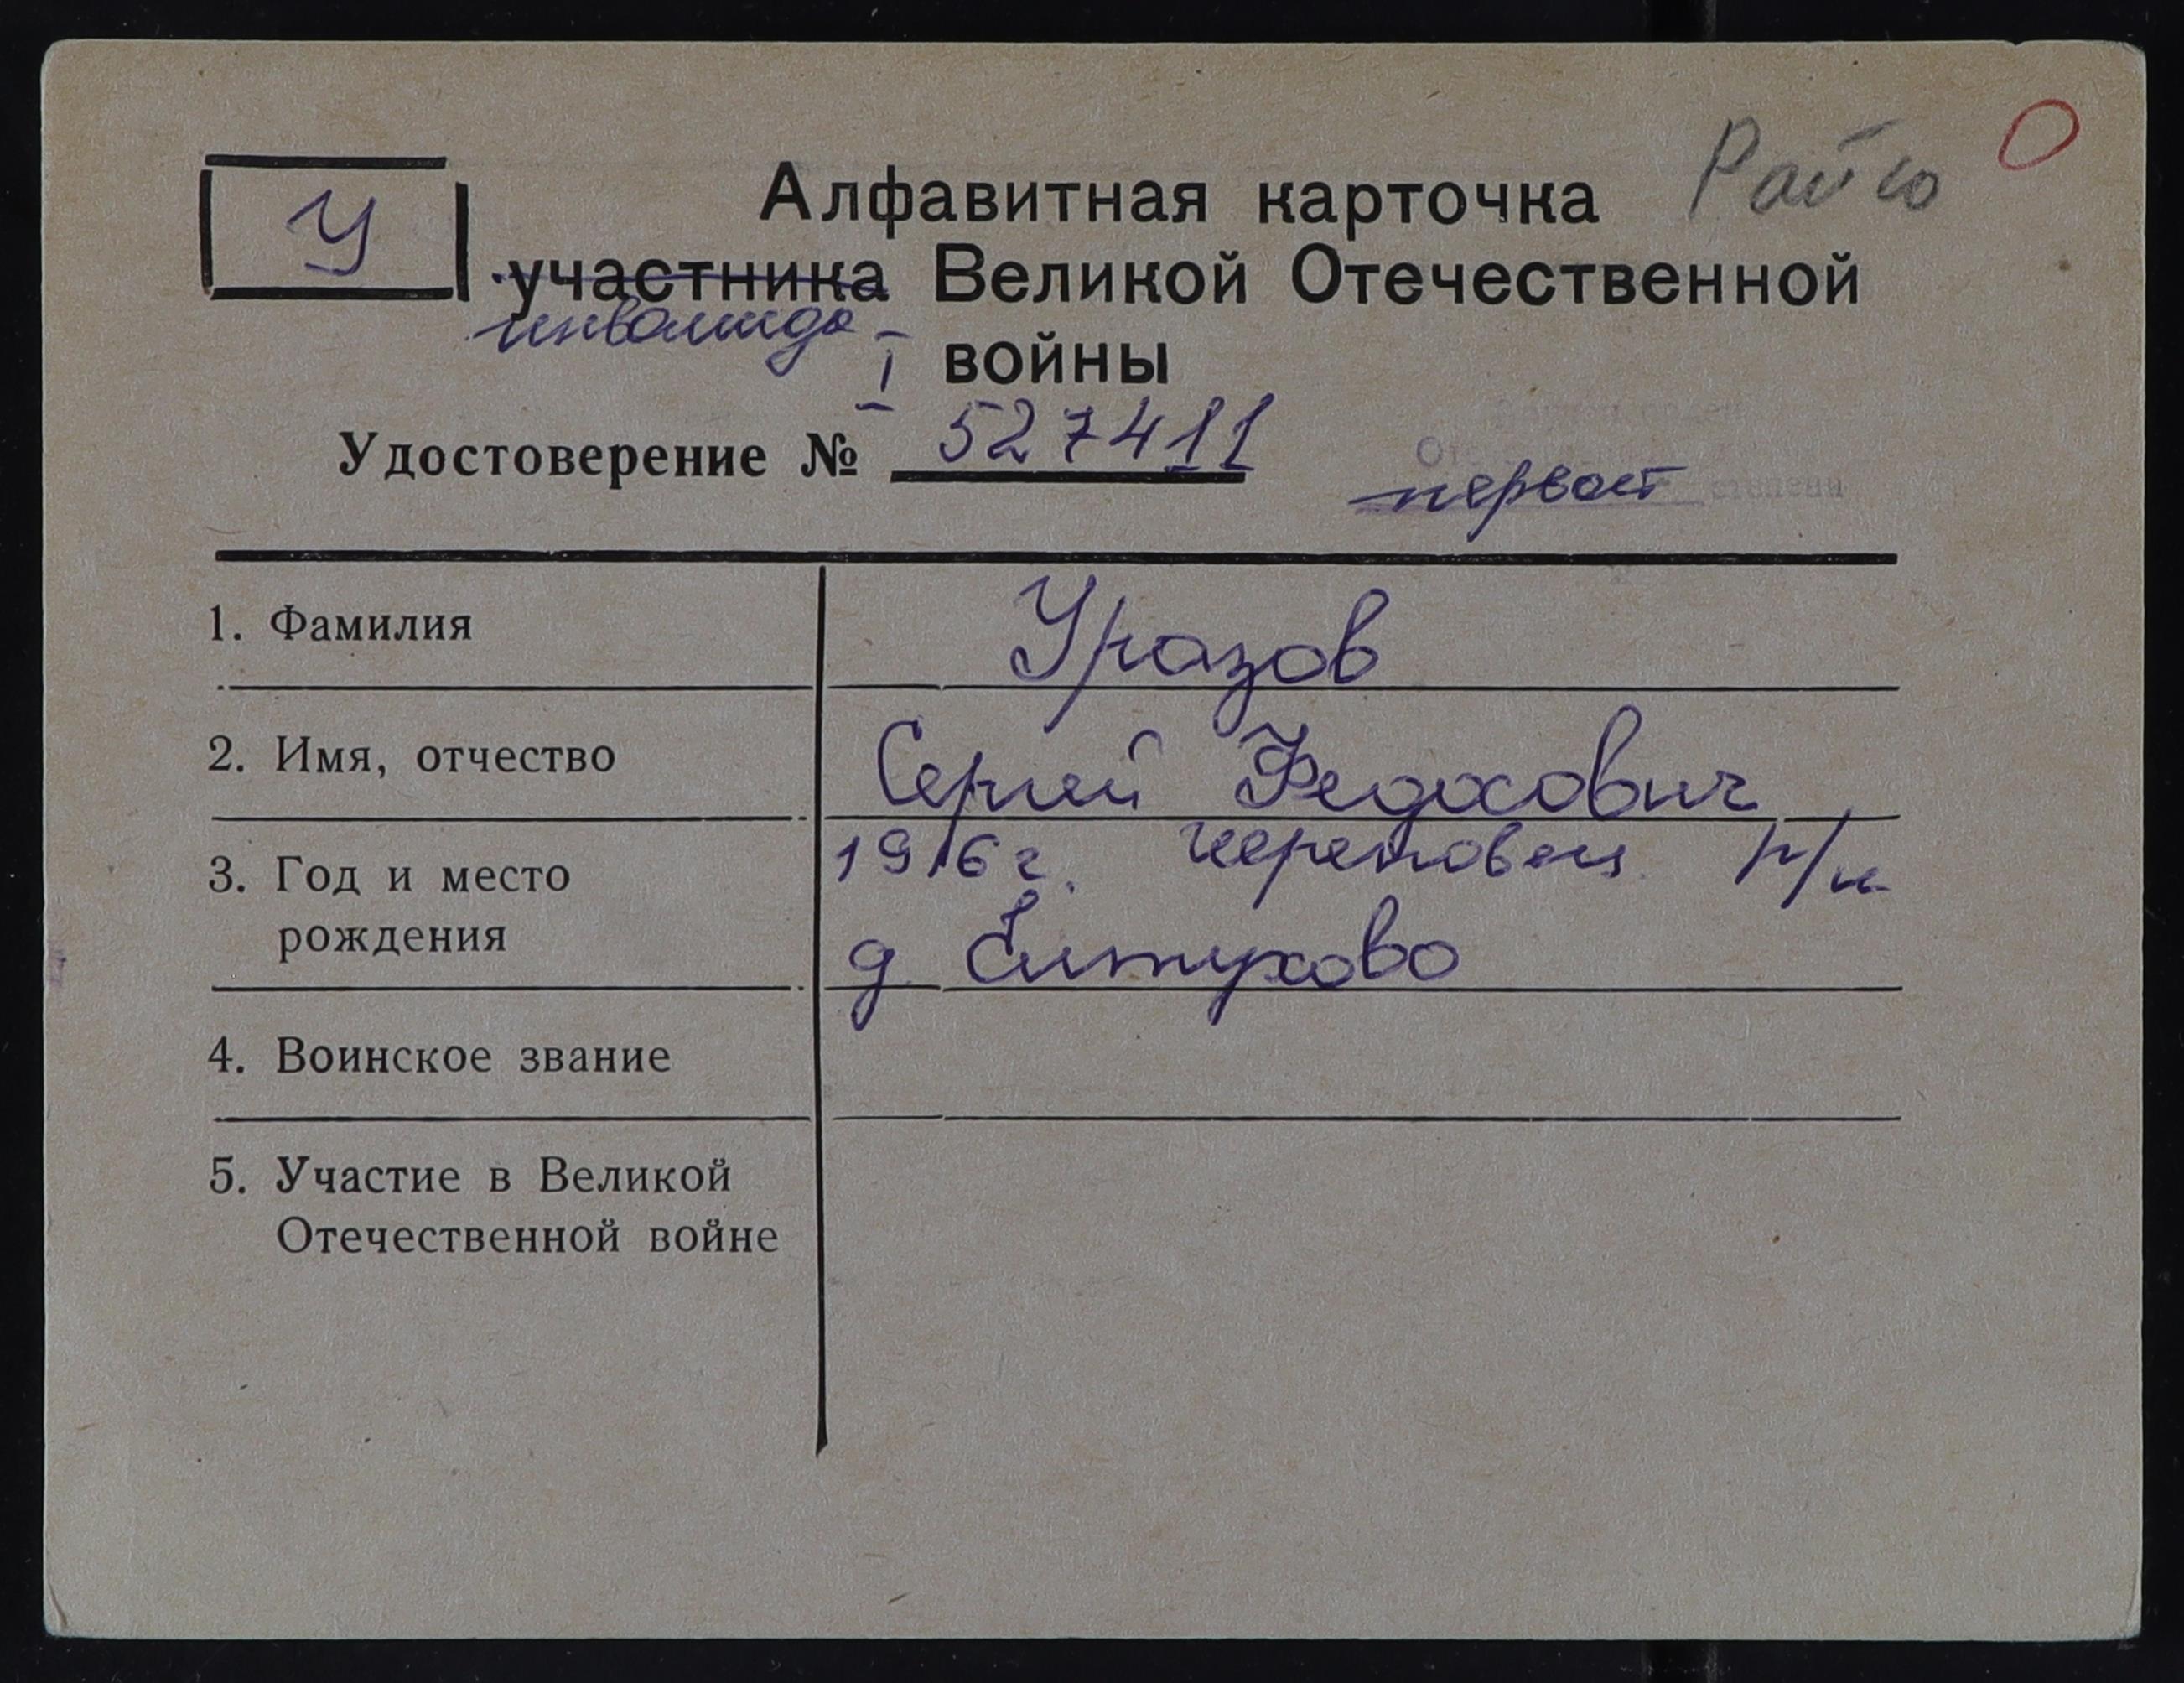 У
Алфавитная карточка
Райсо
участника Великой Отечественной
инвалида
I войны
Удостоверение № 527411
первой степени
1. Фамилия
Уразов
2. Имя, отчество
Сергей Федосович
3. Год и место рождения
1916 г. Черповец р/н
д Ентухово
4. Воинское звание
5. Участие в Великой
Отечественной войне